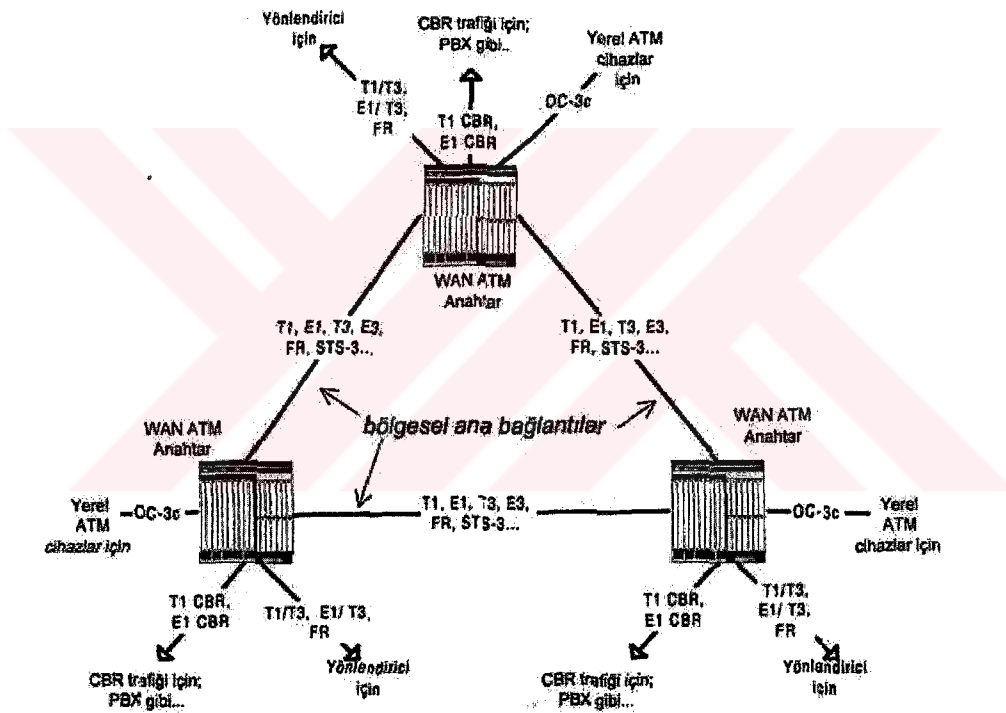 Yönlendirici
için
CBR trafiği için;
PBX gibi...
Yerel ATM
cihazlar
için
T1/T3,
E1/ T3,
FR
T1 CBR,
E1 CBR
OC-3c
WAN ATM
Anahtar
T1, E1, T3, E3,
FR, STS-3...
T1, E1, T3, E3,
FR, STS-3...
bölgesel ana bağlantılar
WAN ATM
Anahtar
WAN ATM
Anahtar
Yerel
ATM
cihazlar için
OC-3c
T1, E1, T3, E3,
FR, STS-3...
OC-3c
Yerel
ATM
cihazlar için
T1 CBR,
E1 CBR
T1/T3, E1/ T3,
FR
T1 CBR,
E1 CBR
T1/T3,
E1/ T3,
FR
CBR trafiği için;
PBX gibi...
Yönlendirici
için
CBR trafiği için;
PBX gibi...
Yönlendirici
için